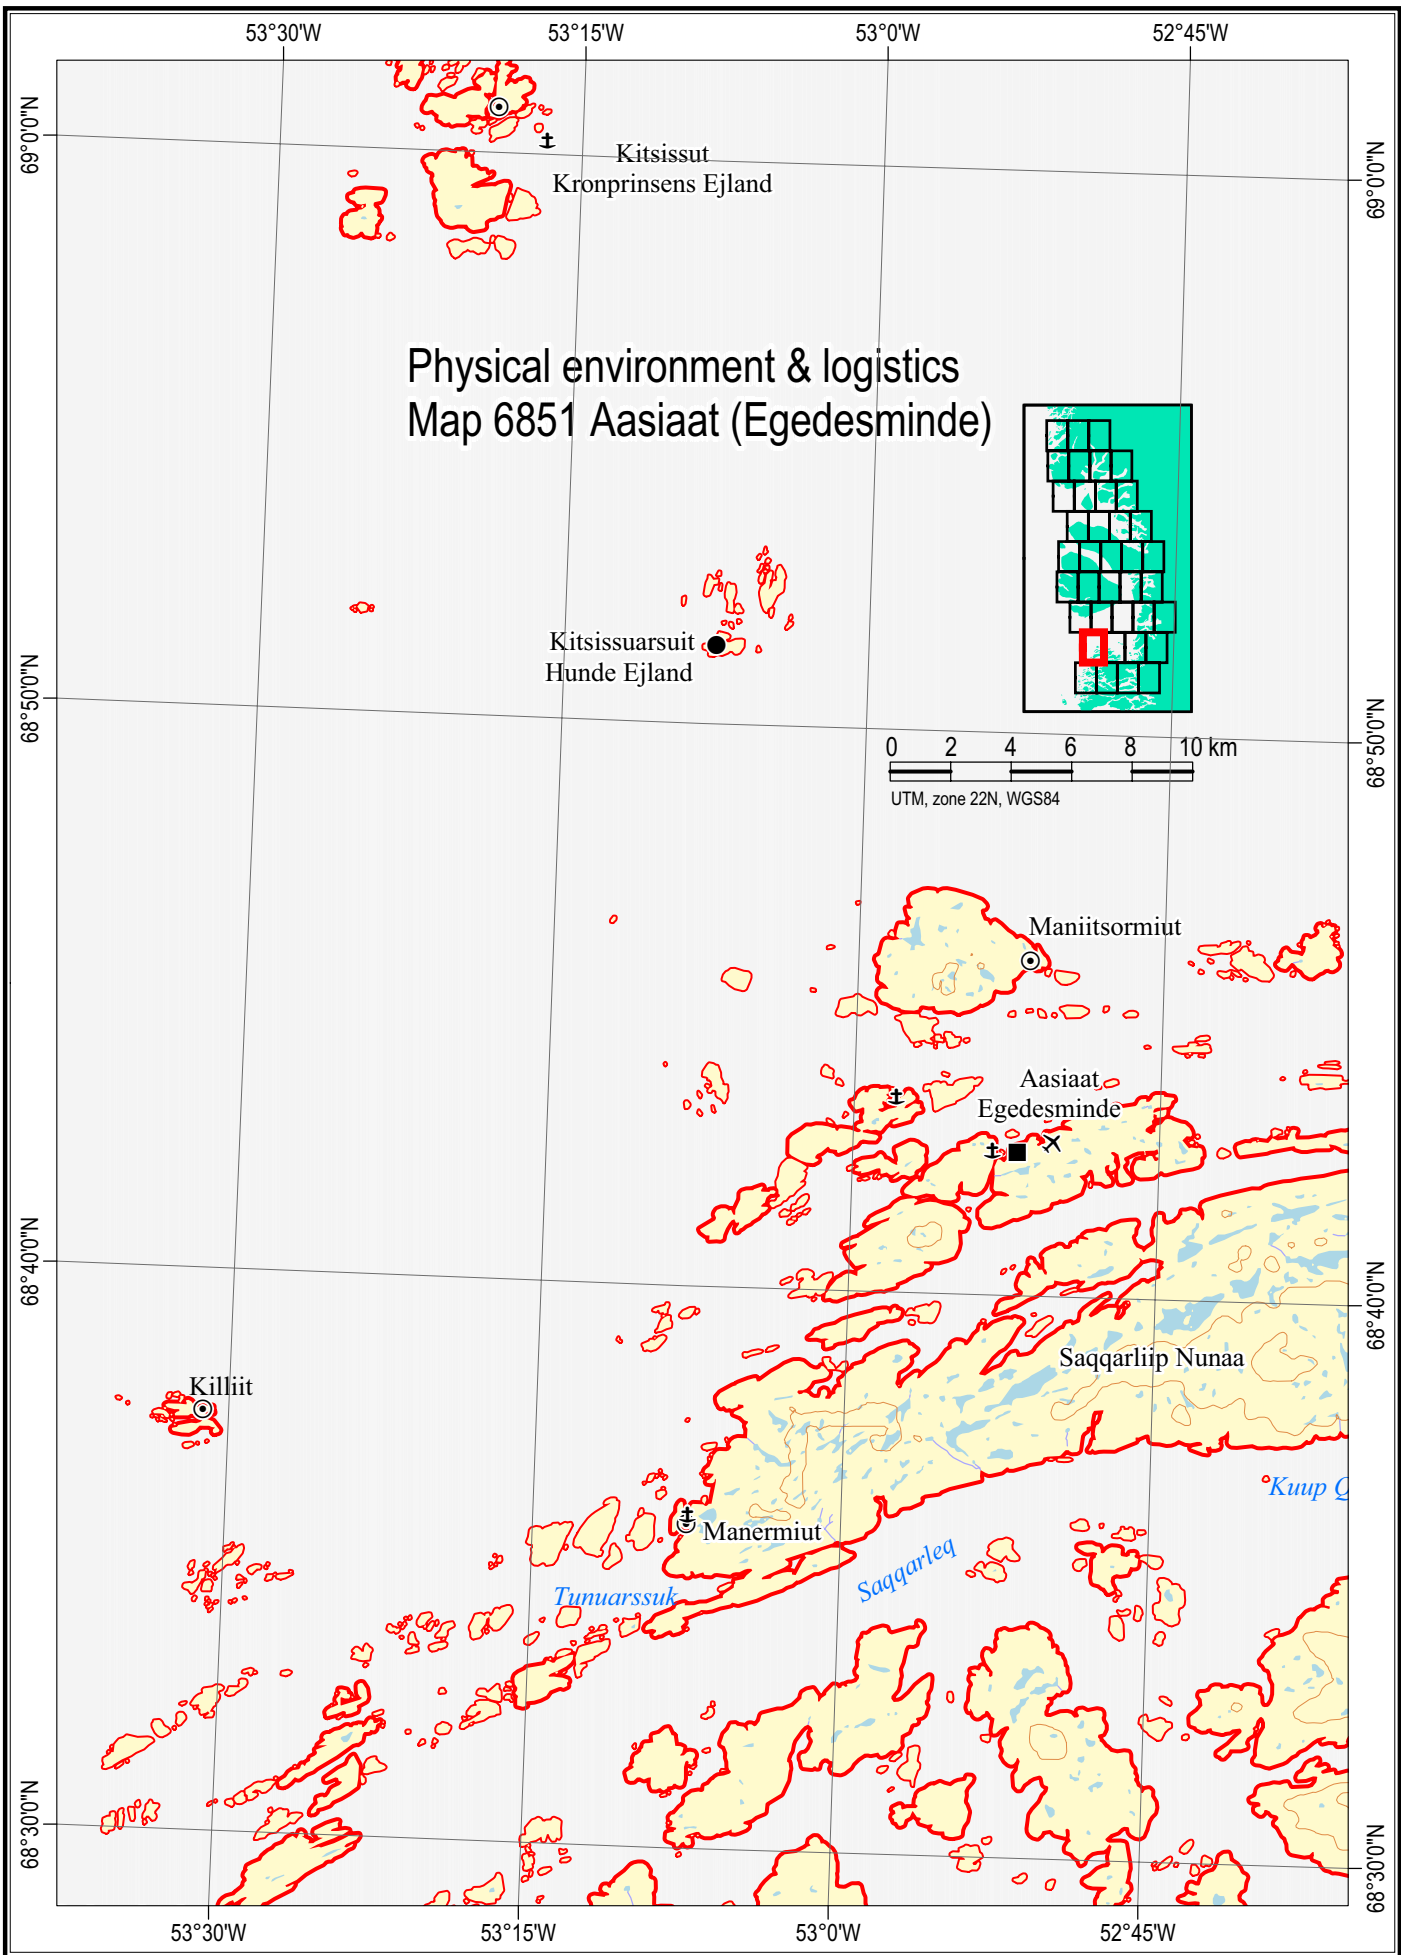 53°30'W 53°15'W 53°0'W 52°45'W
69°0'0"N
69°0'0"N
Kitsissut
Kronprinsens Ejland
Physical environment & logistics
Map 6851 Aasiaat (Egedesminde)
Kitsissuarsuit
Hunde Ejland
68°50'0"N
68°50'0"N
0 2 4 6 8 10 km
UTM, zone 22N, WGS84
Maniitsormiut
Aasiaat
Egedesminde
68°40'0"N
68°40'0"N
Saqqarliip Nunaa
Killiit
Kuup Q
Manermiut
Saqqarleq
Tunuarssuk
68°30'0"N
68°30'0"N
53°30'W 53°15'W 53°0'W 52°45'W